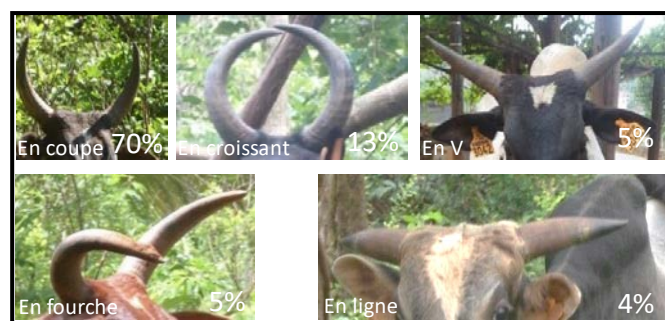 En coupe 70%
En croissant 13%
En V 5%
En fourche 5%
En ligne 4%